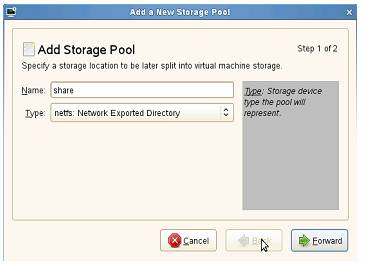 Add a New Storage Pool
Add Storage Pool
Step 1 of 2
Specify a storage location to be later split into virtual machine storage.
Name: share
Type: netfs: Network Exported Directory
Type: Storage device
type the pool will
represent.
Cancel
Back
Forward